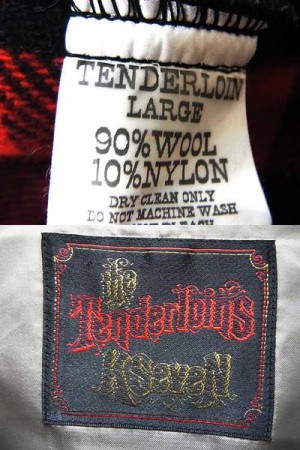 TENDERLOIN
LARGE
90%WOOL
10%NYLON
DRY CLEAN ONLY
DO NOT MACHINE WASH
the
Tenderloins